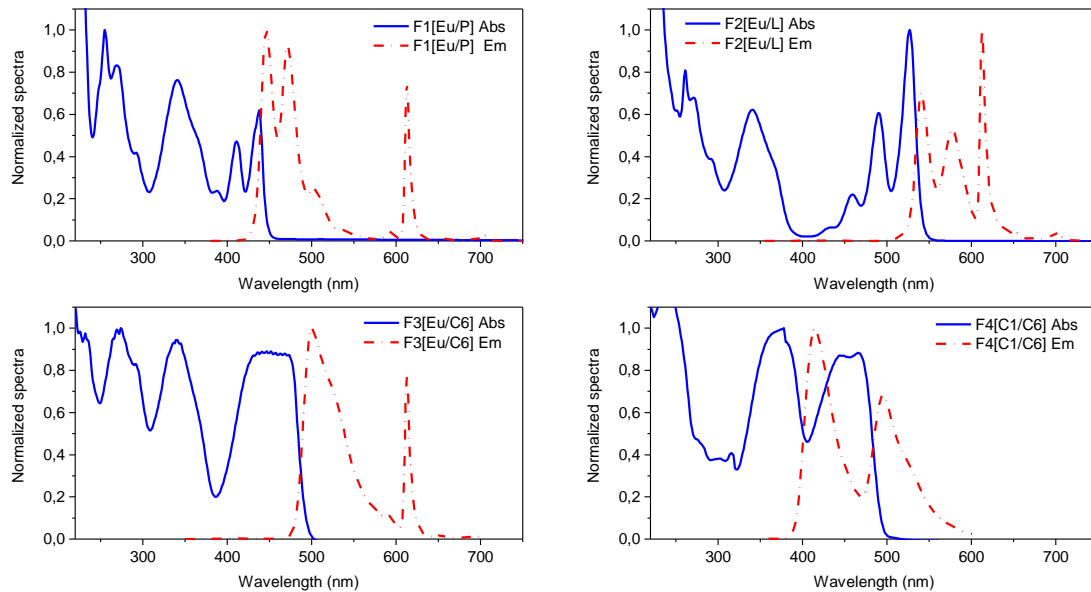 F1[Eu/P] Abs
F1[Eu/P] Em
Normalized spectra
1,0
0,8
0,6
0,4
0,2
0,0
300 400 500 600 700
Wavelength (nm)
F2[Eu/L] Abs
F2[Eu/L] Em
Normalized spectra
1,0
0,8
0,6
0,4
0,2
0,0
300 400 500 600 700
Wavelength (nm)
F3[Eu/C6] Abs
F3[Eu/C6] Em
Normalized spectra
1,0
0,8
0,6
0,4
0,2
0,0
300 400 500 600 700
Wavelength (nm)
F4[C1/C6] Abs
F4[C1/C6] Em
Normalized spectra
1,0
0,8
0,6
0,4
0,2
0,0
300 400 500 600 700
Wavelength (nm)